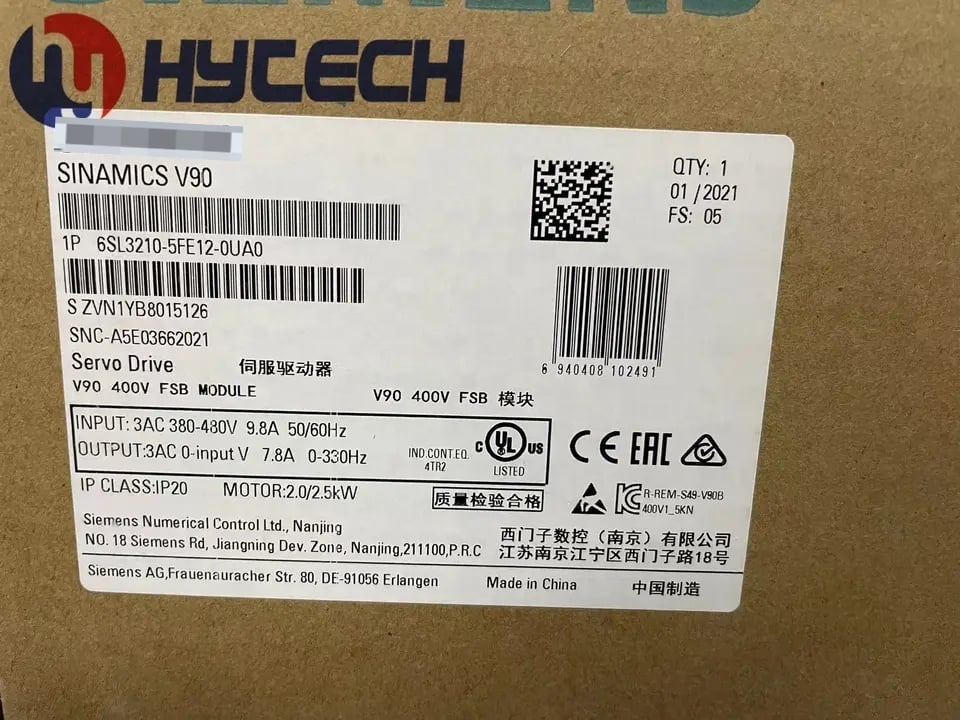 SIEMENS
HYTECH
SINAMICS V90
QTY: 1
01 / 2021
FS: 05
1P 6SL3210-5FE12-0UA0
S ZVN1YB8015126
SNC-A5E03662021
6 940408 102491
Servo Drive 伺服驱动器
V90 400V FSB MODULE V90 400V FSB 模块
INPUT: 3AC 380-480V 9.8A 50/60Hz
OUTPUT:3AC 0-input V 7.8A 0-330Hz
IND.CONT.EQ.
4TR2
C UL US
LISTED
CE EAC
IP CLASS:IP20 MOTOR:2.0/2.5kW
质量检验合格
R-REM-S49-V90B
400V1_5KN
Siemens Numerical Control Ltd., Nanjing
NO. 18 Siemens Rd, Jiangning Dev. Zone, Nanjing,211100,P.R.C
西门子数控（南京）有限公司
江苏南京江宁区西门子路18号
Siemens AG,Frauenauracher Str. 80, DE-91056 Erlangen Made in China 中国制造